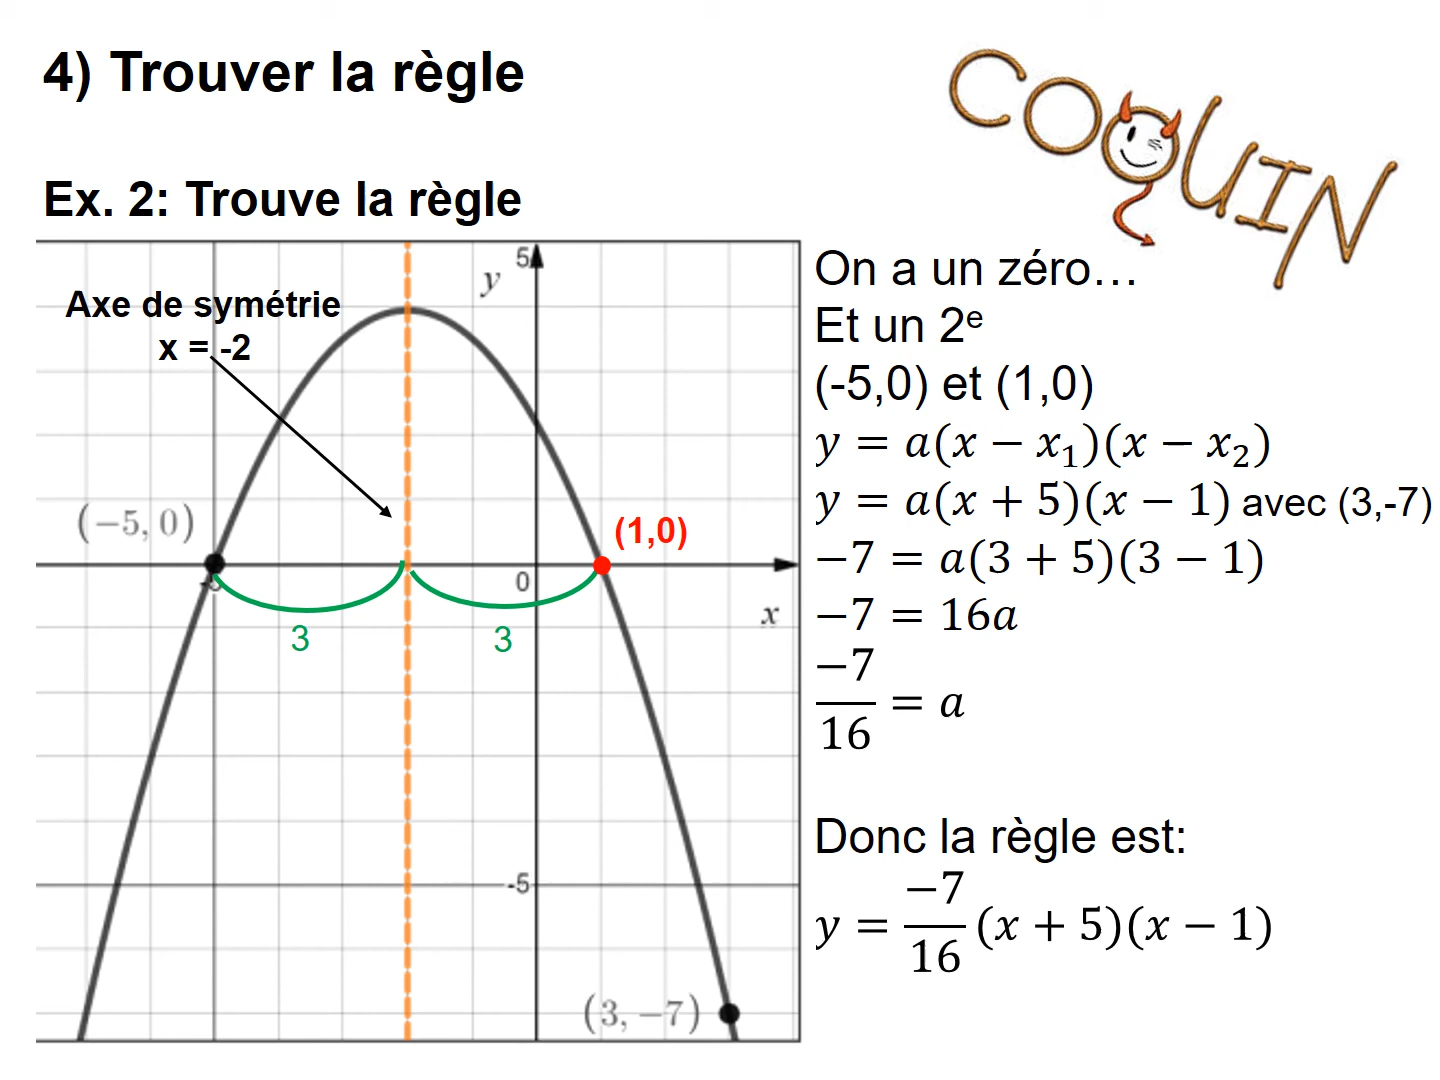 4) Trouver la règle
COQUIN
Ex. 2: Trouve la règle
Axe de symétrie
x = -2
5
y
(−5, 0)
-5
(1,0)
0
x
3
3
-5
(3, −7)
On a un zéro…
Et un 2ᵉ
(-5,0) et (1,0)
y = a(x − x₁)(x − x₂)
y = a(x + 5)(x − 1) avec (3,-7)
−7 = a(3 + 5)(3 − 1)
−7 = 16a
−7/16 = a
Donc la règle est:
y = −7/16 (x + 5)(x − 1)